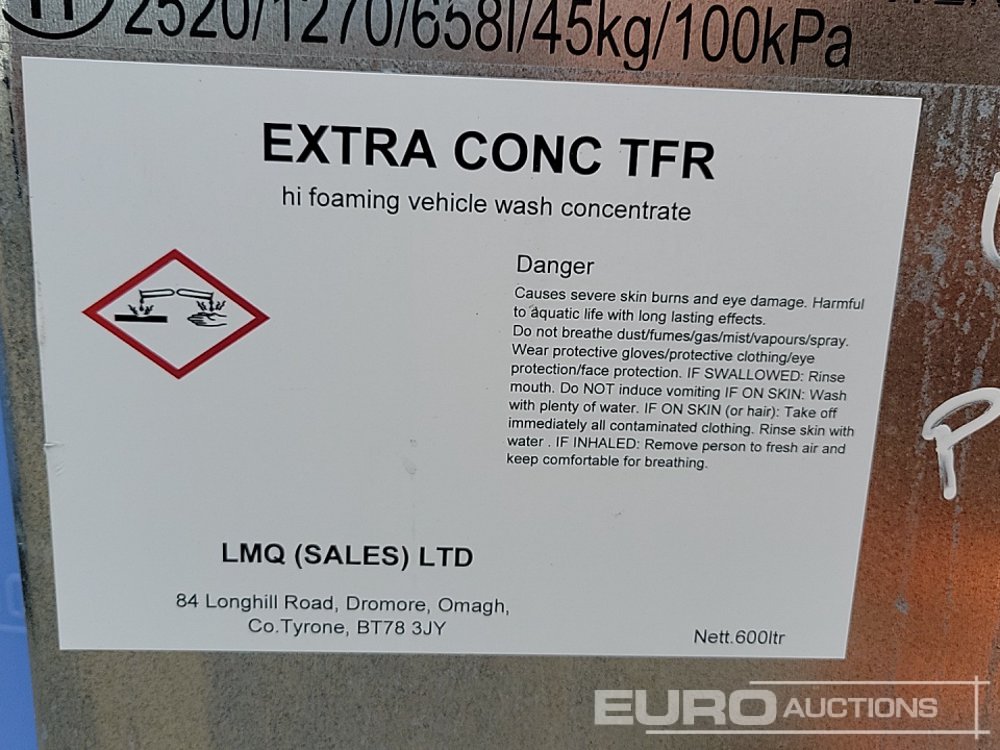 2520/1270/658l/45kg/100kPa
EXTRA CONC TFR
hi foaming vehicle wash concentrate
Danger
Causes severe skin burns and eye damage. Harmful
to aquatic life with long lasting effects.
Do not breathe dust/fumes/gas/mist/vapours/spray.
Wear protective gloves/protective clothing/eye
protection/face protection. IF SWALLOWED: Rinse
mouth. Do NOT induce vomiting IF ON SKIN: Wash
with plenty of water. IF ON SKIN (or hair): Take off
immediately all contaminated clothing. Rinse skin with
water . IF INHALED: Remove person to fresh air and
keep comfortable for breathing.
P
LMQ (SALES) LTD
84 Longhill Road, Dromore, Omagh,
Co.Tyrone, BT78 3JY
Nett.600ltr
EURO AUCTIONS